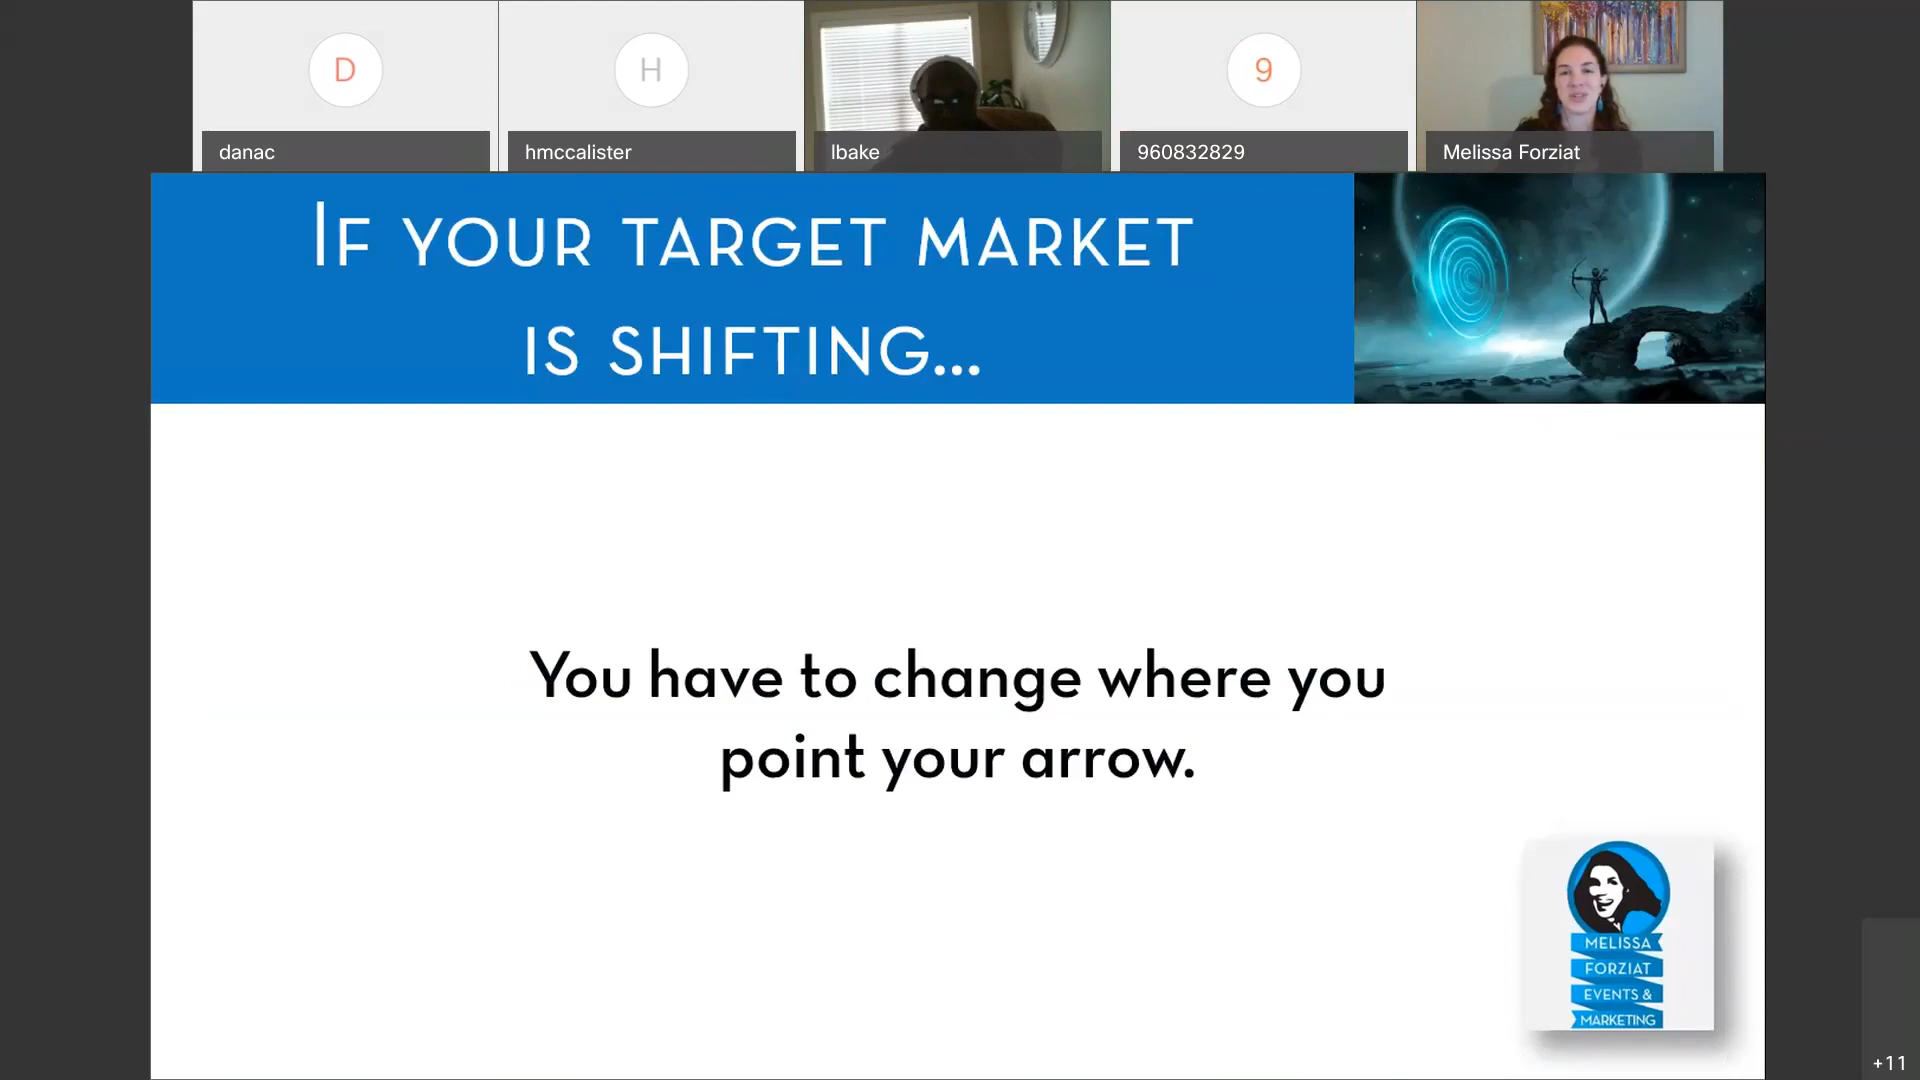 D
H
9
danac
hmccalister
lbake
960832829
Melissa Forziat
IF YOUR TARGET MARKET
IS SHIFTING...
You have to change where you
point your arrow.
MELISSA
FORZIAT
EVENTS &
MARKETING
+11